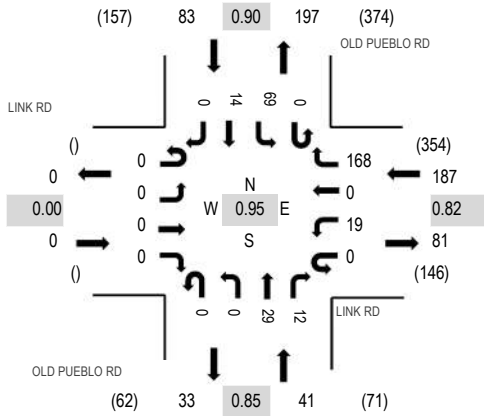 (157) 83 0.90 197 (374)
OLD PUEBLO RD
LINK RD
0 14 69 0
() 0 168 (354)
0 0 N 0 187
0.00 0 W 0.95 E 19 0.82
0 0 S 0 81
() (146)
0 0 29 12
LINK RD
OLD PUEBLO RD
(62) 33 0.85 41 (71)